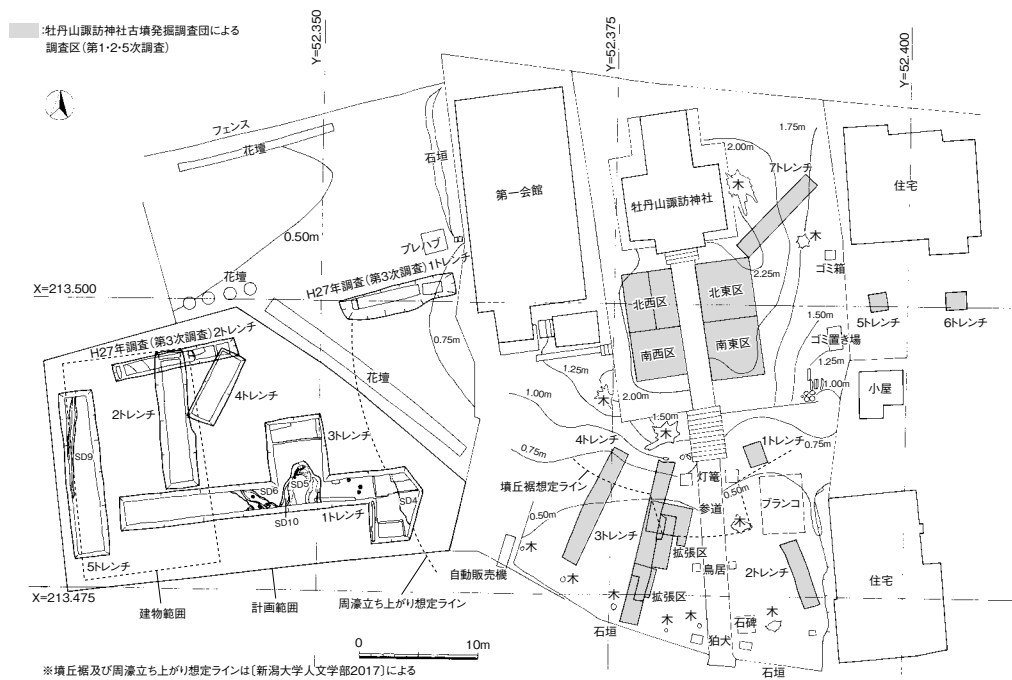 :牡丹山諏訪神社古墳発掘調査団による
調査区(第1・2・5次調査)
Y=52.350
Y=52.375
Y=52.400
フェンス
花壇
石垣
第一会館
牡丹山諏訪神社
木
2.00m
1.75m
7トレンチ
住宅
0.50m
プレハブ
木
ゴミ箱
花壇
H27年調査(第3次調査)1トレンチ
2.25m
X=213.500
北西区
北東区
5トレンチ
6トレンチ
H27年調査(第3次調査)2トレンチ
0.75m
南西区
南東区
1.50m
ゴミ置き場
1.25m
1.00m
花壇
1.25m
小屋
4トレンチ
2トレンチ
1.00m
木
2.00m
1.50m
木
3トレンチ
4トレンチ
1トレンチ
0.75m
SD9
0.75m
灯篭
墳丘裾想定ライン
0.50m
SD6
SD5
SD4
SD10
1トレンチ
0.50m
参道
ブランコ
木
3トレンチ
拡張区
5トレンチ
木
自動販売機
木
鳥居
2トレンチ
住宅
X=213.475
建物範囲
計画範囲
周濠立ち上がり想定ライン
木
拡張区
木
木
木
石垣
石碑
狛犬
石垣
0
10m
※墳丘裾及び周濠立ち上がり想定ラインは〔新潟大学人文学部2017〕による